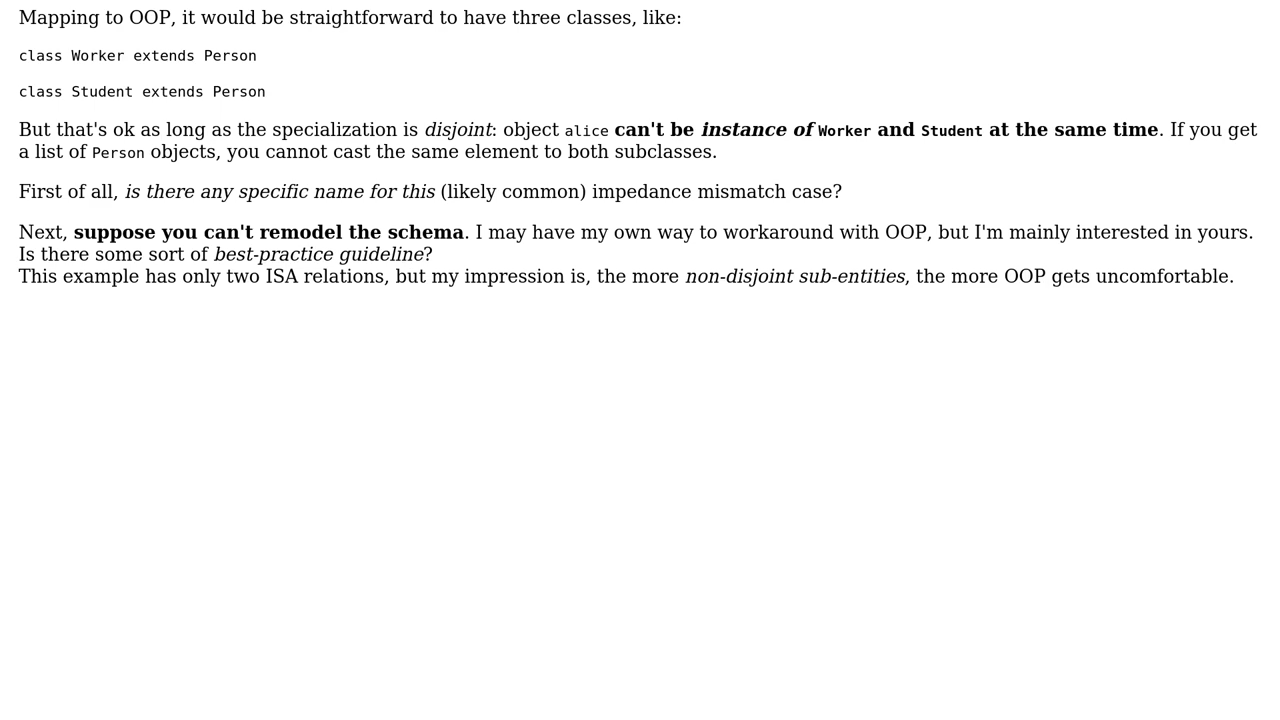 Mapping to OOP, it would be straightforward to have three classes, like:
class Worker extends Person
class Student extends Person
But that's ok as long as the specialization is disjoint: object alice can't be instance of Worker and Student at the same time. If you get
a list of Person objects, you cannot cast the same element to both subclasses.
First of all, is there any specific name for this (likely common) impedance mismatch case?
Next, suppose you can't remodel the schema. I may have my own way to workaround with OOP, but I'm mainly interested in yours.
Is there some sort of best-practice guideline?
This example has only two ISA relations, but my impression is, the more non-disjoint sub-entities, the more OOP gets uncomfortable.